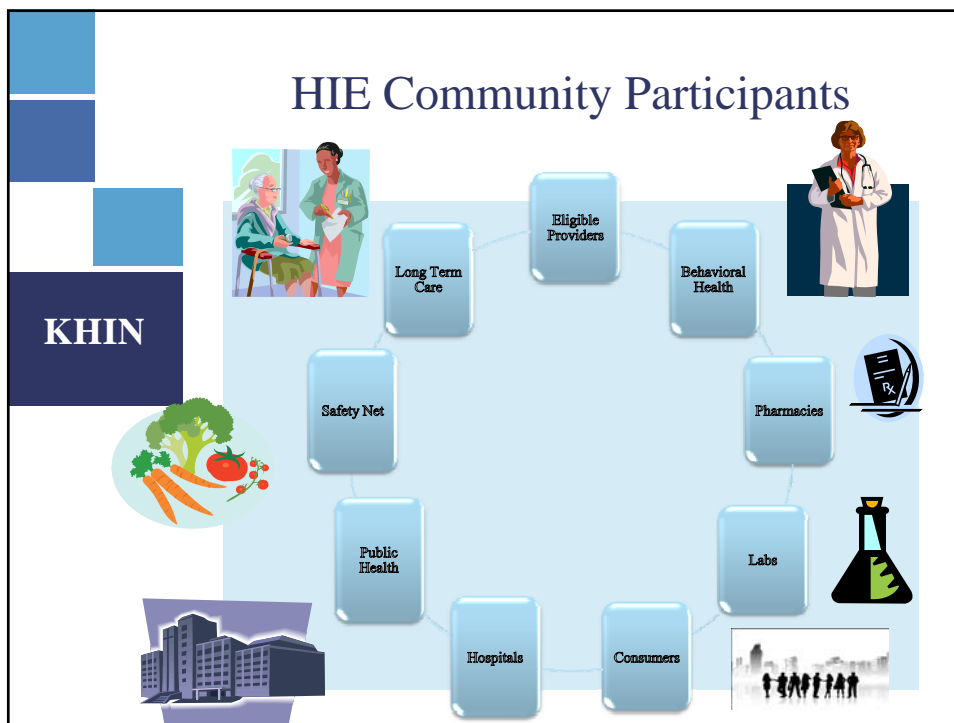 HIE Community Participants
KHIN
Eligible
Providers
Behavioral
Health
Pharmacies
Rx
Labs
Consumers
Hospitals
Public
Health
Safety Net
Long Term
Care